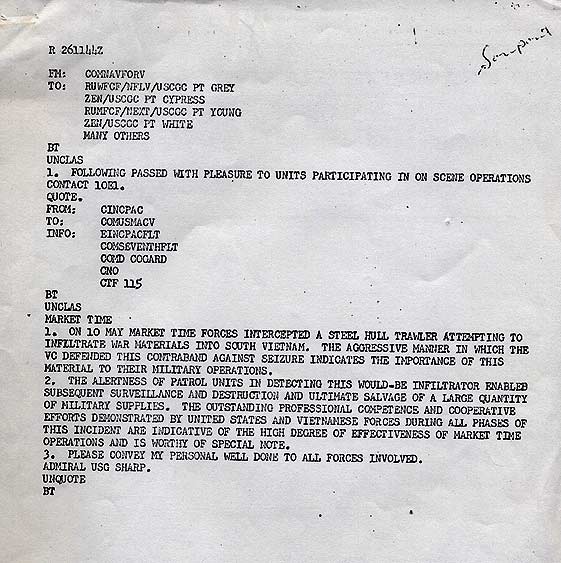 R 261144Z
FM: COMNAVFORV
TO: RUWFCF/NFLV/USCGC PT GREY
ZEN/USCGC PT CYPRESS
RUMFCF/NEXT/USCGC PT YOUNG
ZEN/USCGC PT WHITE
MANY OTHERS
BT
UNCLAS
1. FOLLOWING PASSED WITH PLEASURE TO UNITS PARTICIPATING IN ON SCENE OPERATIONS
CONTACT 10E1.
QUOTE.
FROM: CINCPAC
TO: COMUSMACV
INFO: EINCPACFLT
COMSEVENTHFLT
COMD COGARD
CNO
CTF 115
BT
UNCLAS
MARKET TIME
1. ON 10 MAY MARKET TIME FORCES INTERCEPTED A STEEL HULL TRAWLER ATTEMPTING TO
INFILTRATE WAR MATERIALS INTO SOUTH VIETNAM. THE AGGRESSIVE MANNER IN WHICH THE
VC DEFENDED THIS CONTRABAND AGAINST SEIZURE INDICATES THE IMPORTANCE OF THIS
MATERIAL TO THEIR MILITARY OPERATIONS.
2. THE ALERTNESS OF PATROL UNITS IN DETECTING THIS WOULD-BE INFILTRATOR ENABLED
SUBSEQUENT SURVEILLANCE AND DESTRUCTION AND ULTIMATE SALVAGE OF A LARGE QUANTITY
OF MILITARY SUPPLIES. THE OUTSTANDING PROFESSIONAL COMPETENCE AND COOPERATIVE
EFFORTS DEMONSTRATED BY UNITED STATES AND VIETNAMESE FORCES DURING ALL PHASES OF
THIS INCIDENT ARE INDICATIVE OF THE HIGH DEGREE OF EFFECTIVENESS OF MARKET TIME
OPERATIONS AND IS WORTHY OF SPECIAL NOTE.
3. PLEASE CONVEY MY PERSONAL WELL DONE TO ALL FORCES INVOLVED.
ADMIRAL USG SHARP.
UNQUOTE
BT